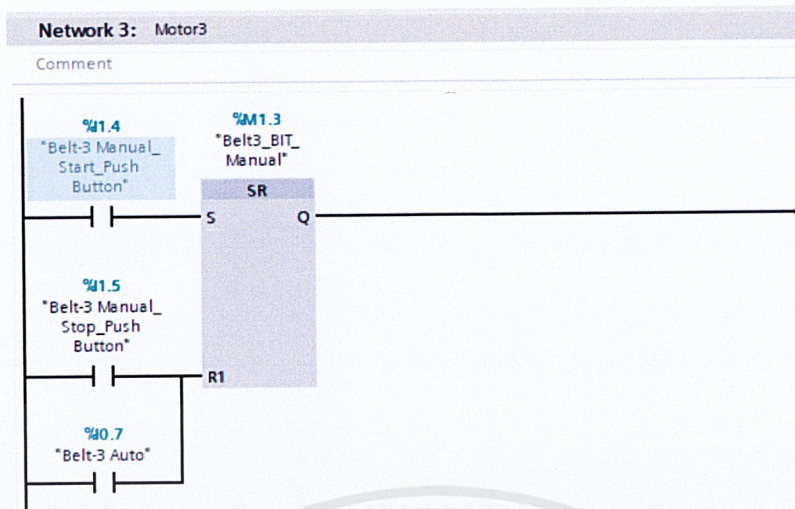 Network 3: Motor3
Comment
%I1.4
"Belt-3 Manual_
Start_Push
Button"
%M1.3
"Belt3_BIT_
Manual"
SR
S
Q
%I1.5
"Belt-3 Manual_
Stop_Push
Button"
R1
%I0.7
"Belt-3 Auto"